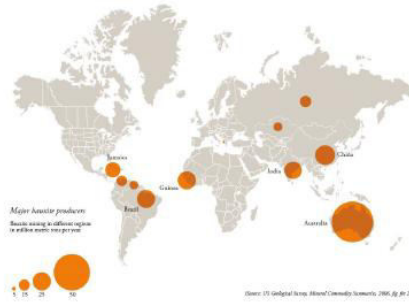 Jamaica
Guinea
Brazil
India
China
Australia
Major bauxite producers
Bauxite mining in different regions
in million metric tons per year
5 15 25 50
(Source: US Geological Survey, Mineral Commodity Summaries, 2006,